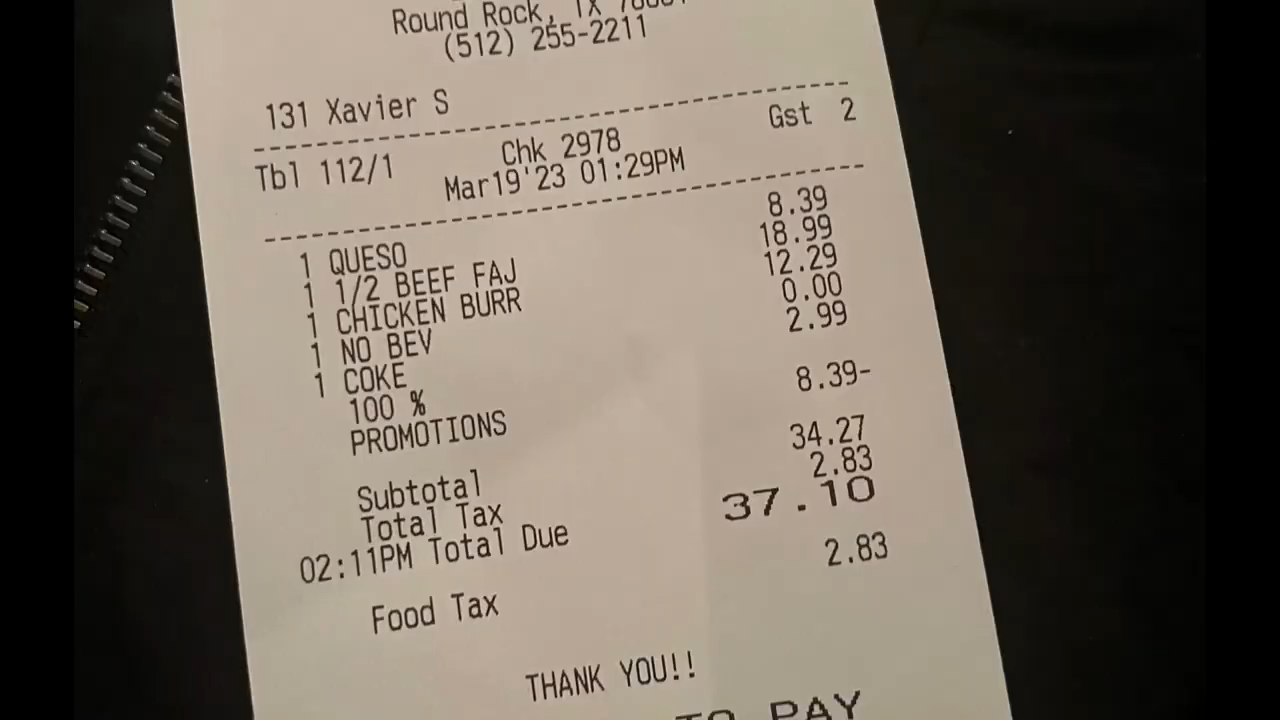 Round Rock, TX
(512) 255-2211
131 Xavier S
Tbl 112/1 Chk 2978 Gst 2
Mar19'23 01:29PM
1 QUESO 8.39
1 1/2 BEEF FAJ 18.99
1 CHICKEN BURR 12.29
1 NO BEV 0.00
1 COKE 2.99
100 %
PROMOTIONS 8.39-
Subtotal 34.27
Total Tax 2.83
02:11PM Total Due 37.10
Food Tax 2.83
THANK YOU!!
TO PAY